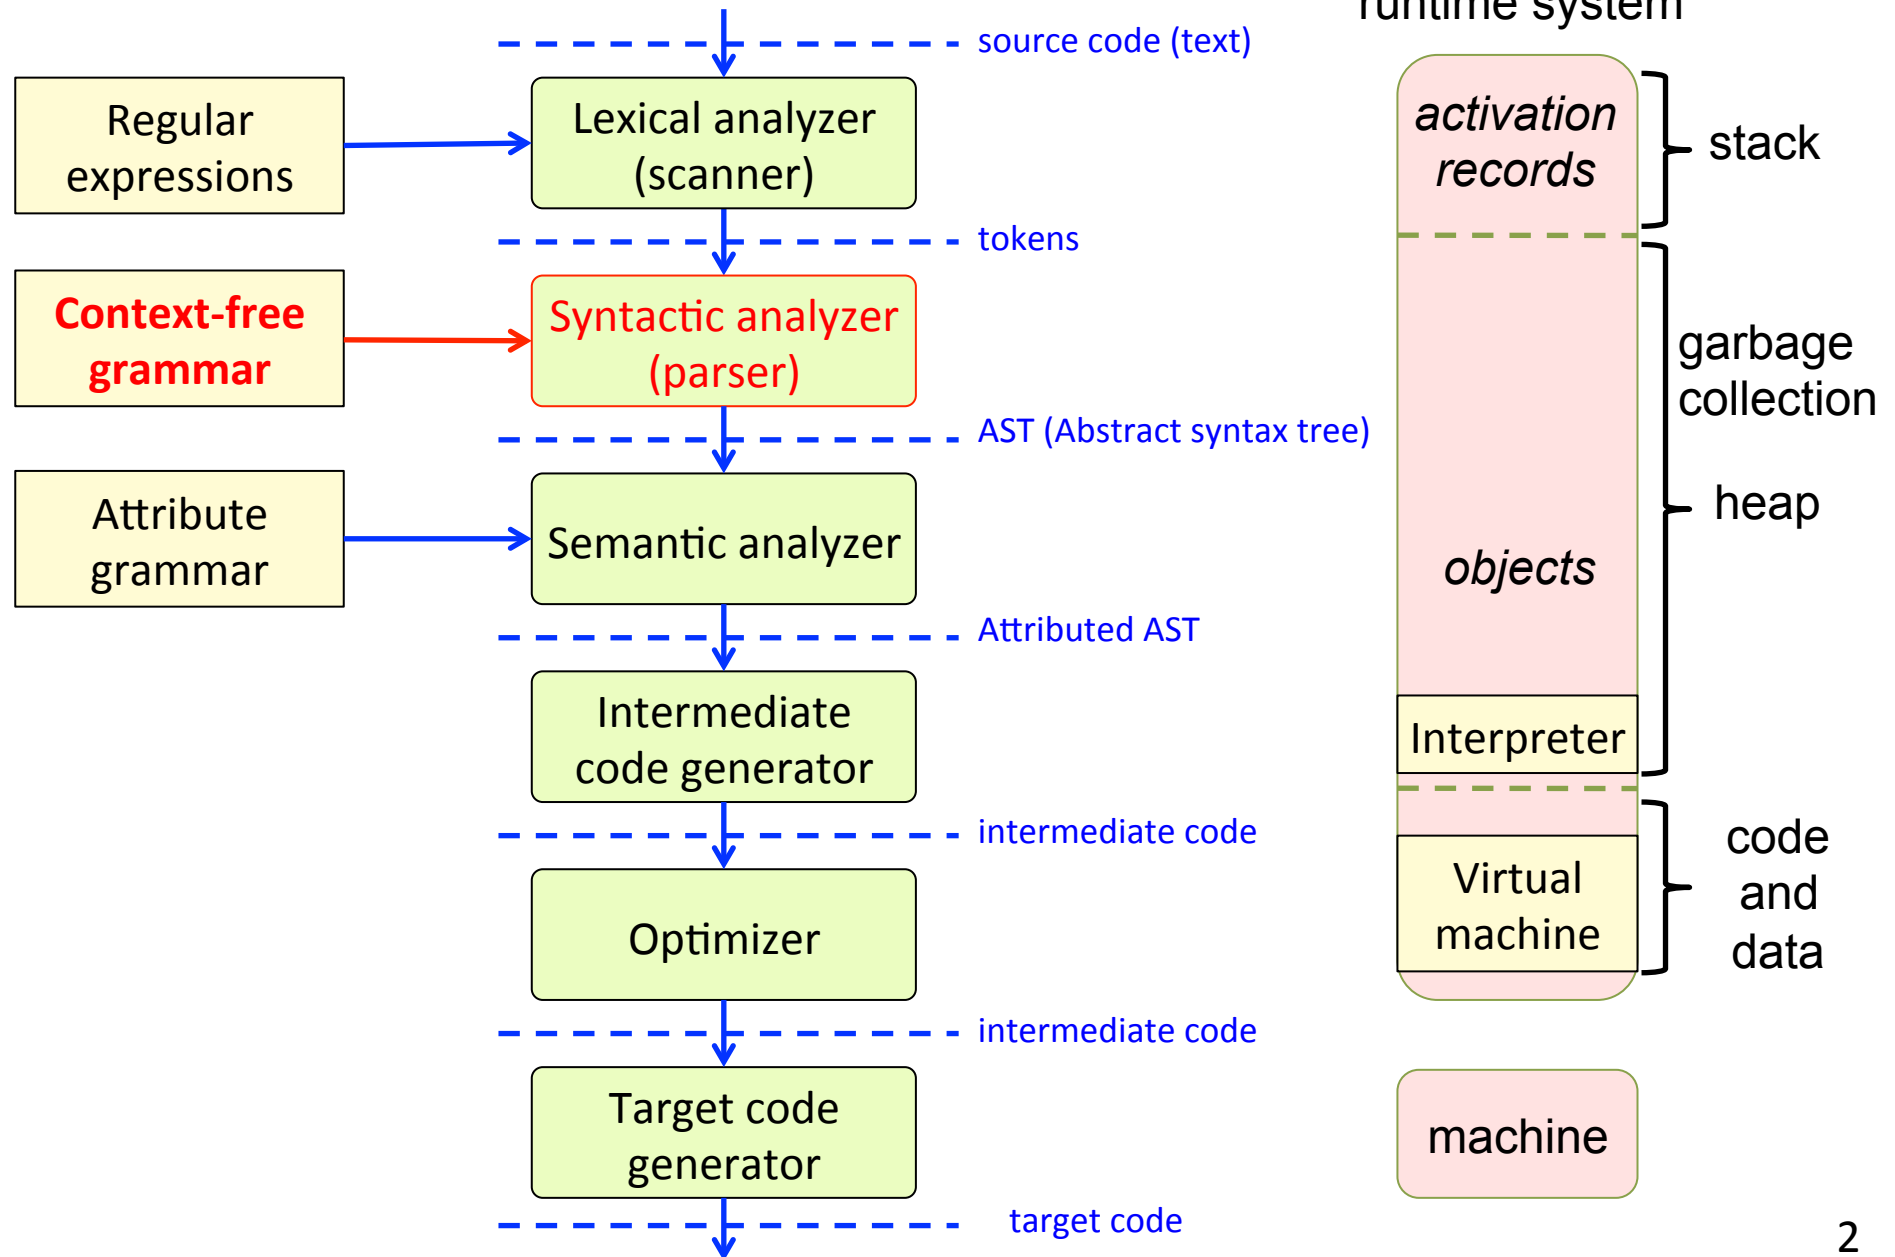 runtime system
source code (text)
Regular
expressions
Lexical analyzer
(scanner)
tokens
Context-free
grammar
Syntactic analyzer
(parser)
AST (Abstract syntax tree)
Attribute
grammar
Semantic analyzer
Attributed AST
Intermediate
code generator
intermediate code
Optimizer
intermediate code
Target code
generator
target code
activation
records
stack
garbage
collection
heap
objects
Interpreter
Virtual
machine
code
and
data
machine
2